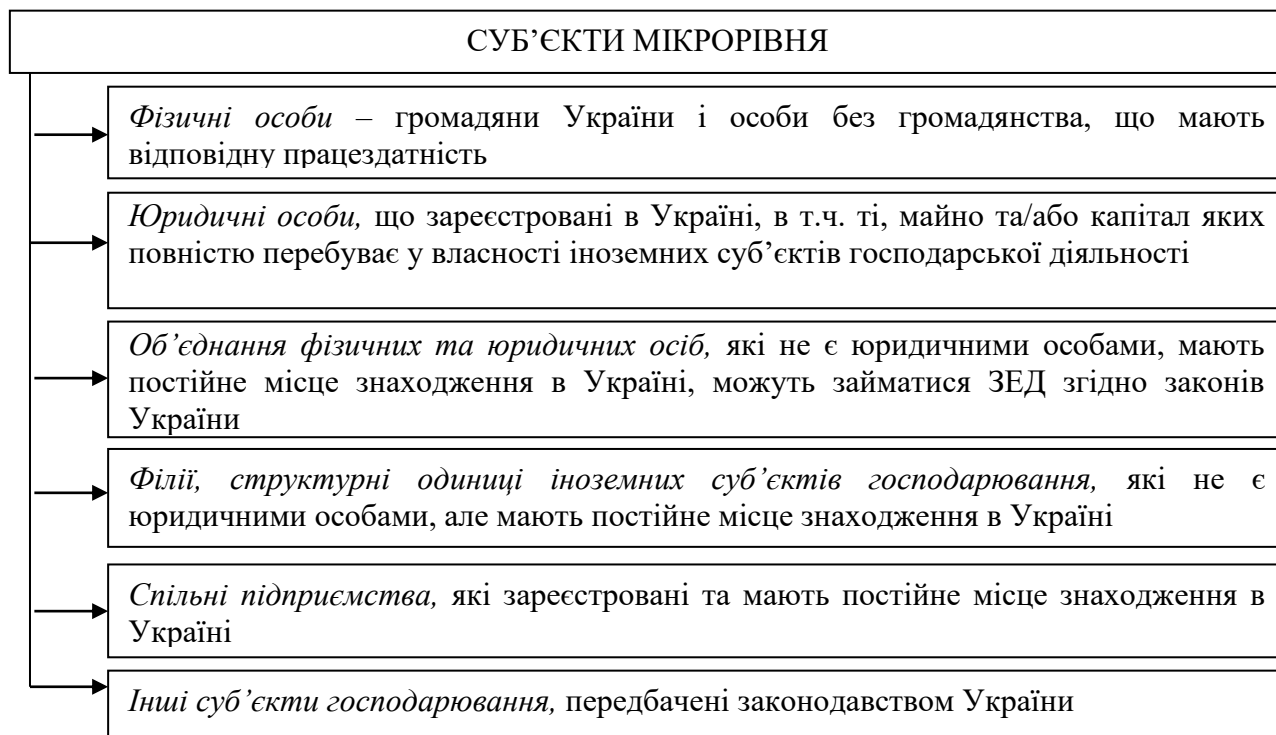 СУБ’ЄКТИ МІКРОРІВНЯ
Фізичні особи – громадяни України і особи без громадянства, що мають
відповідну працездатність
Юридичні особи, що зареєстровані в Україні, в т.ч. ті, майно та/або капітал яких
повністю перебуває у власності іноземних суб’єктів господарської діяльності
Об’єднання фізичних та юридичних осіб, які не є юридичними особами, мають
постійне місце знаходження в Україні, можуть займатися ЗЕД згідно законів
України
Філії, структурні одиниці іноземних суб’єктів господарювання, які не є
юридичними особами, але мають постійне місце знаходження в Україні
Спільні підприємства, які зареєстровані та мають постійне місце знаходження в
Україні
Інші суб’єкти господарювання, передбачені законодавством України